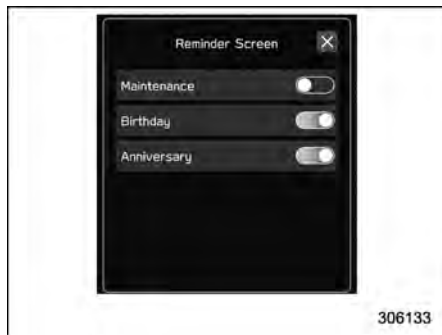 Reminder Screen
Maintenance
Birthday
Anniversary
306133